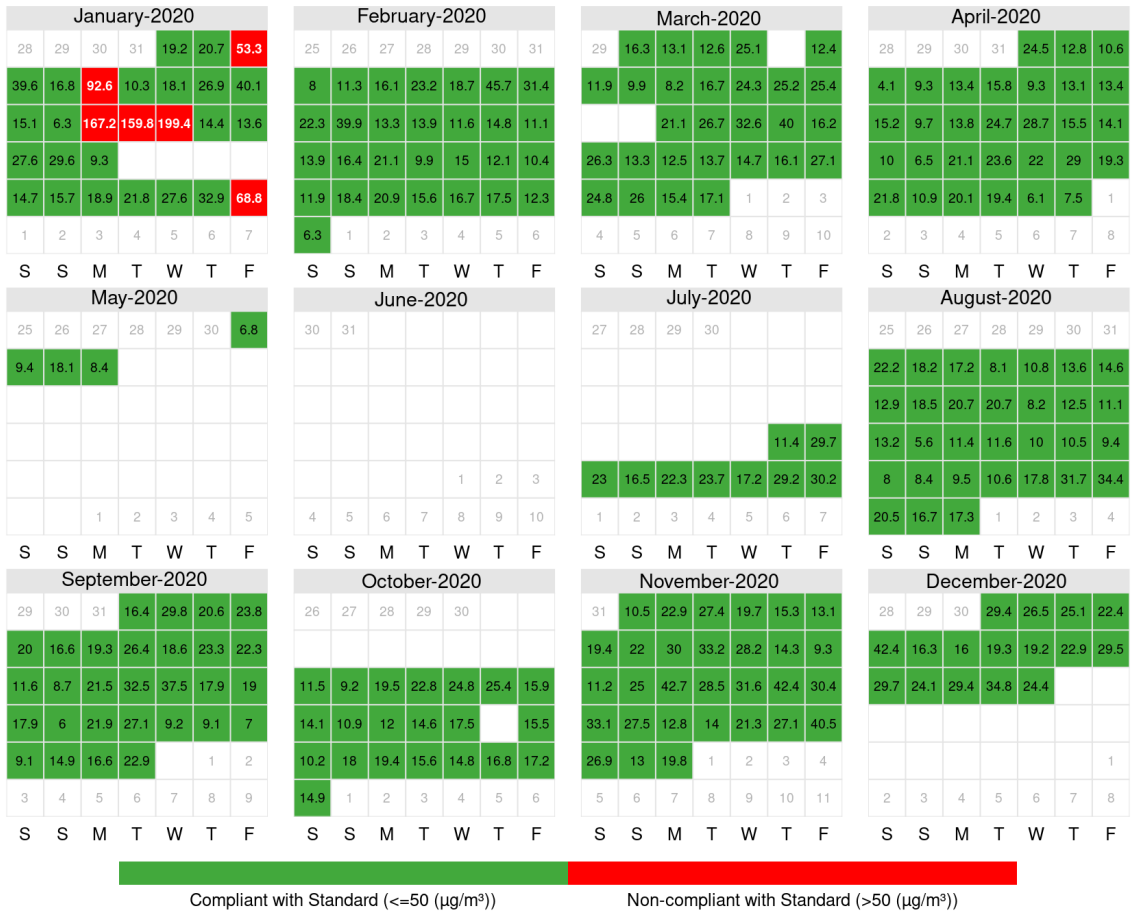 January-2020 February-2020 March-2020 April-2020
28 29 30 31 19.2 20.7 53.3 25 26 27 28 29 30 31 29 16.3 13.1 12.6 25.1 12.4 28 29 30 31 24.5 12.8 10.6
39.6 16.8 92.6 10.3 18.1 26.9 40.1 8 11.3 16.1 23.2 18.7 45.7 31.4 11.9 9.9 8.2 16.7 24.3 25.2 25.4 4.1 9.3 13.4 15.8 9.3 13.1 13.4
15.1 6.3 167.2 159.8 199.4 14.4 13.6 22.3 39.9 13.3 13.9 11.6 14.8 11.1 21.1 26.7 32.6 40 16.2 15.2 9.7 13.8 24.7 28.7 15.5 14.1
27.6 29.6 9.3 13.9 16.4 21.1 9.9 15 12.1 10.4 26.3 13.3 12.5 13.7 14.7 16.1 27.1 10 6.5 21.1 23.6 22 29 19.3
14.7 15.7 18.9 21.8 27.6 32.9 68.8 11.9 18.4 20.9 15.6 16.7 17.5 12.3 24.8 26 15.4 17.1 1 2 3 21.8 10.9 20.1 19.4 6.1 7.5 1
1 2 3 4 5 6 7 6.3 1 2 3 4 5 6 4 5 6 7 8 9 10 2 3 4 5 6 7 8
S S M T W T F S S M T W T F S S M T W T F S S M T W T F
May-2020 June-2020 July-2020 August-2020
25 26 27 28 29 30 6.8 30 31 27 28 29 30 25 26 27 28 29 30 31
9.4 18.1 8.4 22.2 18.2 17.2 8.1 10.8 13.6 14.6
12.9 18.5 20.7 20.7 8.2 12.5 11.1
11.4 29.7 13.2 5.6 11.4 11.6 10 10.5 9.4
1 2 3 23 16.5 22.3 23.7 17.2 29.2 30.2 8 8.4 9.5 10.6 17.8 31.7 34.4
1 2 3 4 5 4 5 6 7 8 9 10 1 2 3 4 5 6 7 20.5 16.7 17.3 1 2 3 4
S S M T W T F S S M T W T F S S M T W T F S S M T W T F
September-2020 October-2020 November-2020 December-2020
29 30 31 16.4 29.8 20.6 23.8 26 27 28 29 30 31 10.5 22.9 27.4 19.7 15.3 13.1 28 29 30 29.4 26.5 25.1 22.4
20 16.6 19.3 26.4 18.6 23.3 22.3 19.4 22 30 33.2 28.2 14.3 9.3 42.4 16.3 16 19.3 19.2 22.9 29.5
11.6 8.7 21.5 32.5 37.5 17.9 19 11.5 9.2 19.5 22.8 24.8 25.4 15.9 11.2 25 42.7 28.5 31.6 42.4 30.4 29.7 24.1 29.4 34.8 24.4
17.9 6 21.9 27.1 9.2 9.1 7 14.1 10.9 12 14.6 17.5 15.5 33.1 27.5 12.8 14 21.3 27.1 40.5
9.1 14.9 16.6 22.9 1 2 10.2 18 19.4 15.6 14.8 16.8 17.2 26.9 13 19.8 1 2 3 4 1
3 4 5 6 7 8 9 14.9 1 2 3 4 5 6 5 6 7 8 9 10 11 2 3 4 5 6 7 8
S S M T W T F S S M T W T F S S M T W T F S S M T W T F
Compliant with Standard (<=50 (µg/m³)) Non-compliant with Standard (>50 (µg/m³))